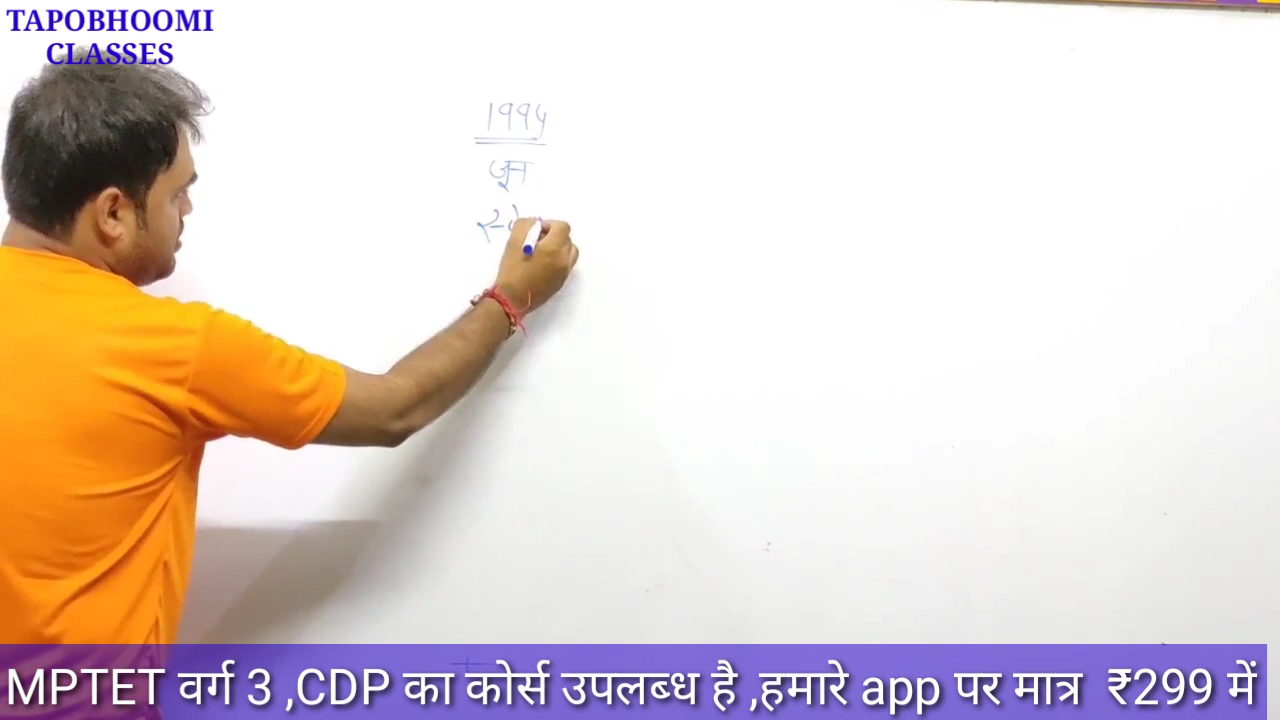 TAPOBHOOMI
CLASSES
1994
जून
MPTET वर्ग 3 ,CDP का कोर्स उपलब्ध है ,हमारे app पर मात्र ₹299 में